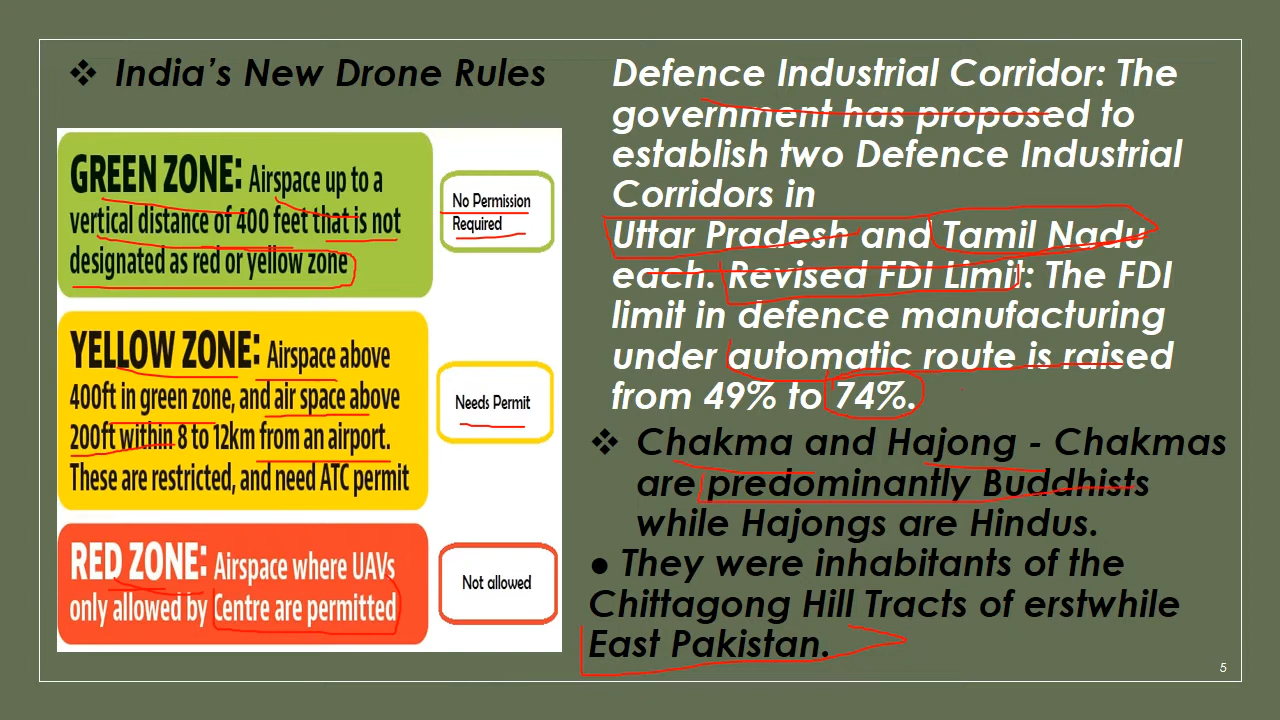 ❖ India's New Drone Rules
GREEN ZONE: Airspace up to a
vertical distance of 400 feet that is not
designated as red or yellow zone
No Permission
Required
YELLOW ZONE: Airspace above
400ft in green zone, and air space above
200ft within 8 to 12km from an airport.
These are restricted, and need ATC permit
Needs Permit
RED ZONE: Airspace where UAVs
only allowed by Centre are permitted
Not allowed
Defence Industrial Corridor: The
government has proposed to
establish two Defence Industrial
Corridors in
Uttar Pradesh and Tamil Nadu
each. Revised FDI Limit: The FDI
limit in defence manufacturing
under automatic route is raised
from 49% to 74%.
❖ Chakma and Hajong - Chakmas
are predominantly Buddhists
while Hajongs are Hindus.
● They were inhabitants of the
Chittagong Hill Tracts of erstwhile
East Pakistan.
5